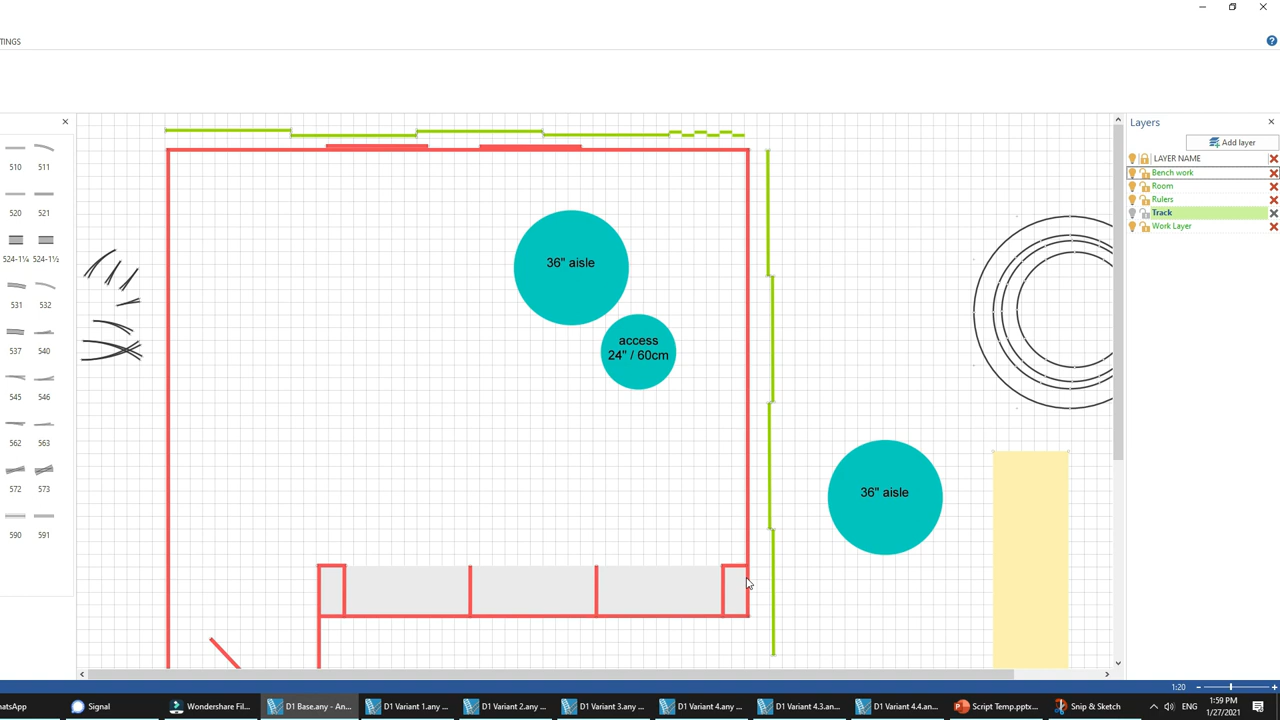 TINGS
510
511
520
521
524-1¼
524-1½
531
532
537
540
545
546
562
563
572
573
590
591
36" aisle
access
24" / 60cm
36" aisle
Layers
Add layer
LAYER NAME
Bench work
Room
Rulers
Track
Work Layer
1:20
hatsApp
Signal
Wondershare Fil...
D1 Base.any - An...
D1 Variant 1.any ...
D1 Variant 2.any ...
D1 Variant 3.any ...
D1 Variant 4.any ...
D1 Variant 4.3.any...
D1 Variant 4.4.any...
Script Temp.pptx...
Snip & Sketch
ENG
1:59 PM
1/27/2021